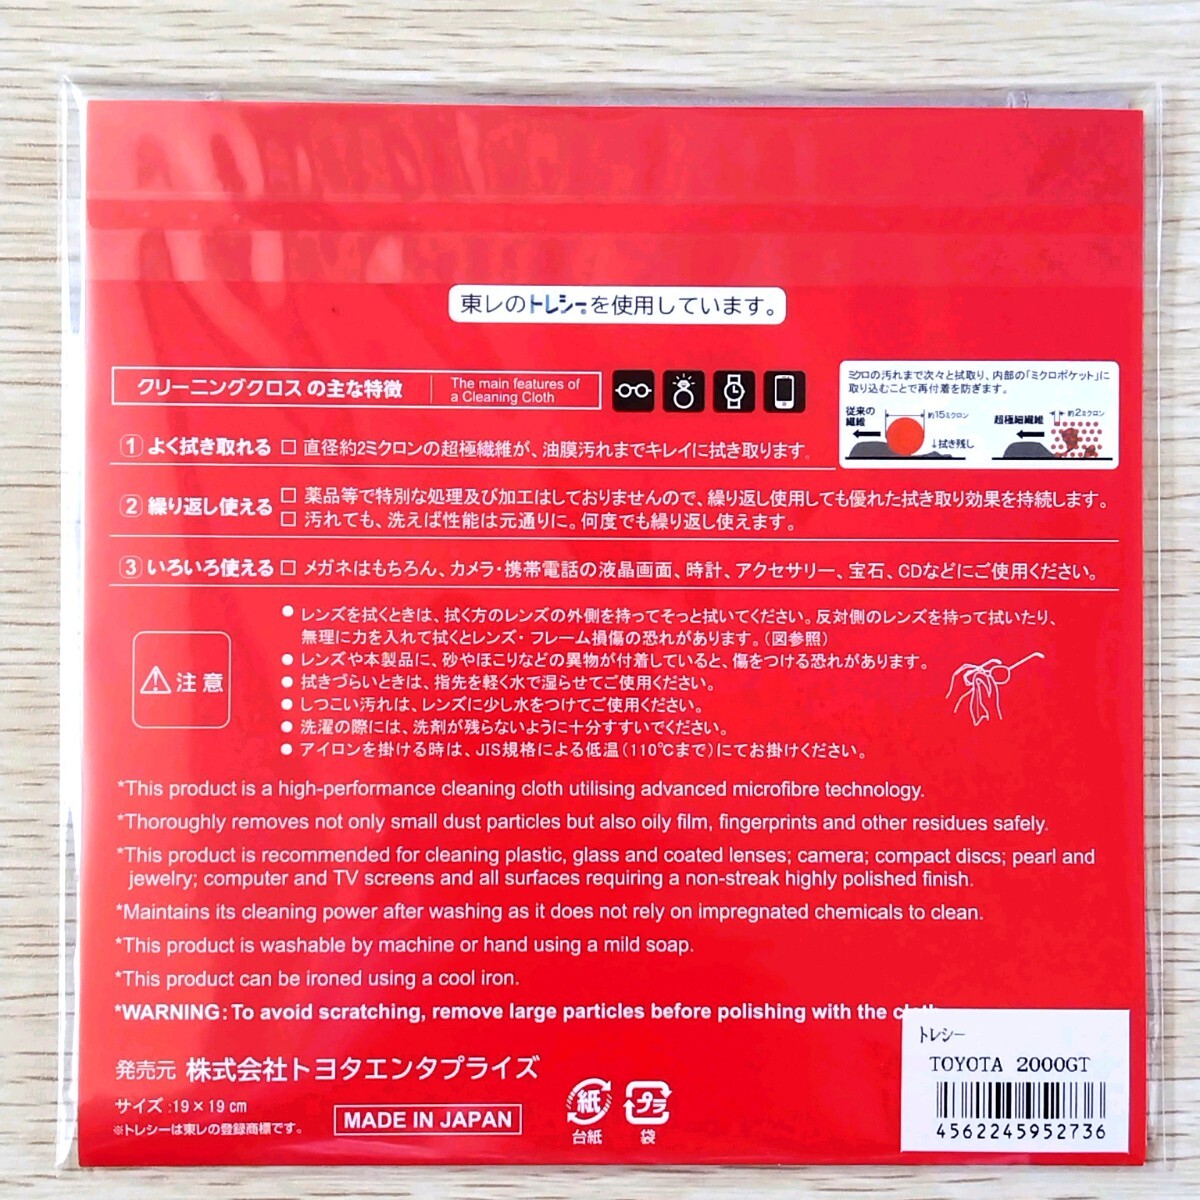 東レのトレシー®を使用しています。
クリーニングクロス の主な特徴
The main features of
a Cleaning Cloth
ミクロの汚れまで次々と拭取り、内部の「ミクロポケット」に
取り込むことで再付着を防ぎます。
従来の
繊維
約15ミクロン
↓拭き残し
超極細繊維
約2ミクロン
① よく拭き取れる □ 直径約2ミクロンの超極繊維が、油膜汚れまでキレイに拭き取ります。
② 繰り返し使える □ 薬品等で特別な処理及び加工はしておりませんので、繰り返し使用しても優れた拭き取り効果を持続します。
□ 汚れても、洗えば性能は元通りに。何度でも繰り返し使えます。
③ いろいろ使える □ メガネはもちろん、カメラ・携帯電話の液晶画面、時計、アクセサリー、宝石、CDなどにご使用ください。
注意
● レンズを拭くときは、拭く方のレンズの外側を持ってそっと拭いてください。反対側のレンズを持って拭いたり、
無理に力を入れて拭くとレンズ・フレーム損傷の恐れがあります。(図参照)
● レンズや本製品に、砂やほこりなどの異物が付着していると、傷をつける恐れがあります。
● 拭きづらいときは、指先を軽く水で湿らせてご使用ください。
● しつこい汚れは、レンズに少し水をつけてご使用ください。
● 洗濯の際には、洗剤が残らないように十分すすいでください。
● アイロンを掛ける時は、JIS規格による低温(110℃まで)にてお掛けください。
*This product is a high-performance cleaning cloth utilising advanced microfibre technology.
*Thoroughly removes not only small dust particles but also oily film, fingerprints and other residues safely.
*This product is recommended for cleaning plastic, glass and coated lenses; camera; compact discs; pearl and
jewelry; computer and TV screens and all surfaces requiring a non-streak highly polished finish.
*Maintains its cleaning power after washing as it does not rely on impregnated chemicals to clean.
*This product is washable by machine or hand using a mild soap.
*This product can be ironed using a cool iron.
*WARNING: To avoid scratching, remove large particles before polishing with the cloth
発売元 株式会社トヨタエンタプライズ
サイズ:19×19㎝
※トレシーは東レの登録商標です。
MADE IN JAPAN
紙
台紙
プラ
袋
トレシー
TOYOTA 2000GT
4562245952736